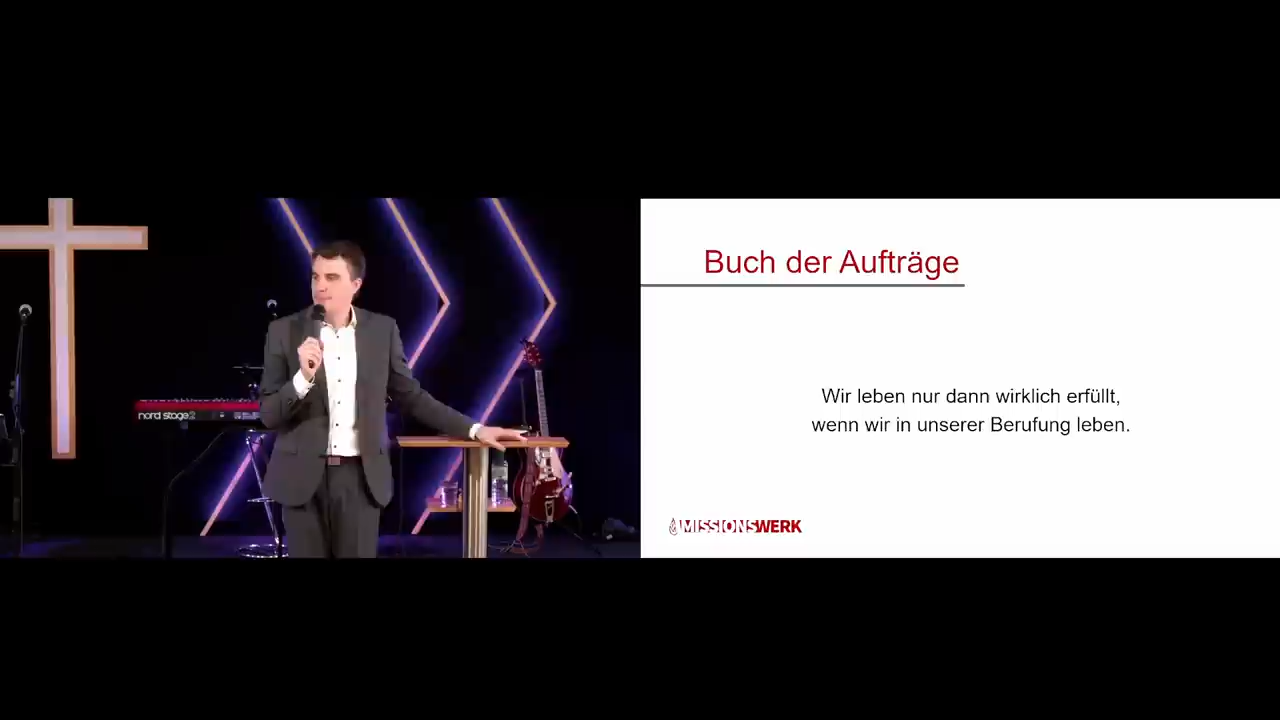 nord stage 2
Buch der Aufträge
Wir leben nur dann wirklich erfüllt,
wenn wir in unserer Berufung leben.
MISSIONSWERK